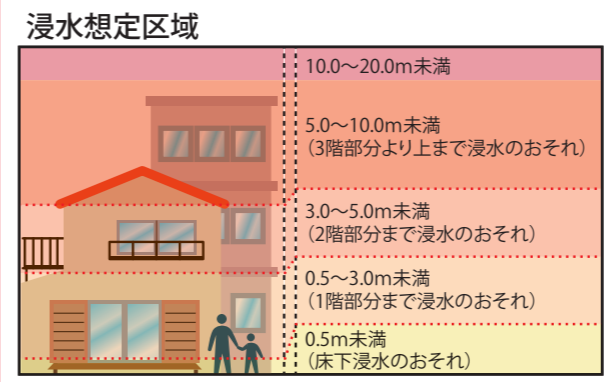 浸水想定区域
10.0～20.0m未満
5.0～10.0m未満
（3階部分より上まで浸水のおそれ）
3.0～5.0m未満
（2階部分まで浸水のおそれ）
0.5～3.0m未満
（1階部分まで浸水のおそれ）
0.5m未満
（床下浸水のおそれ）